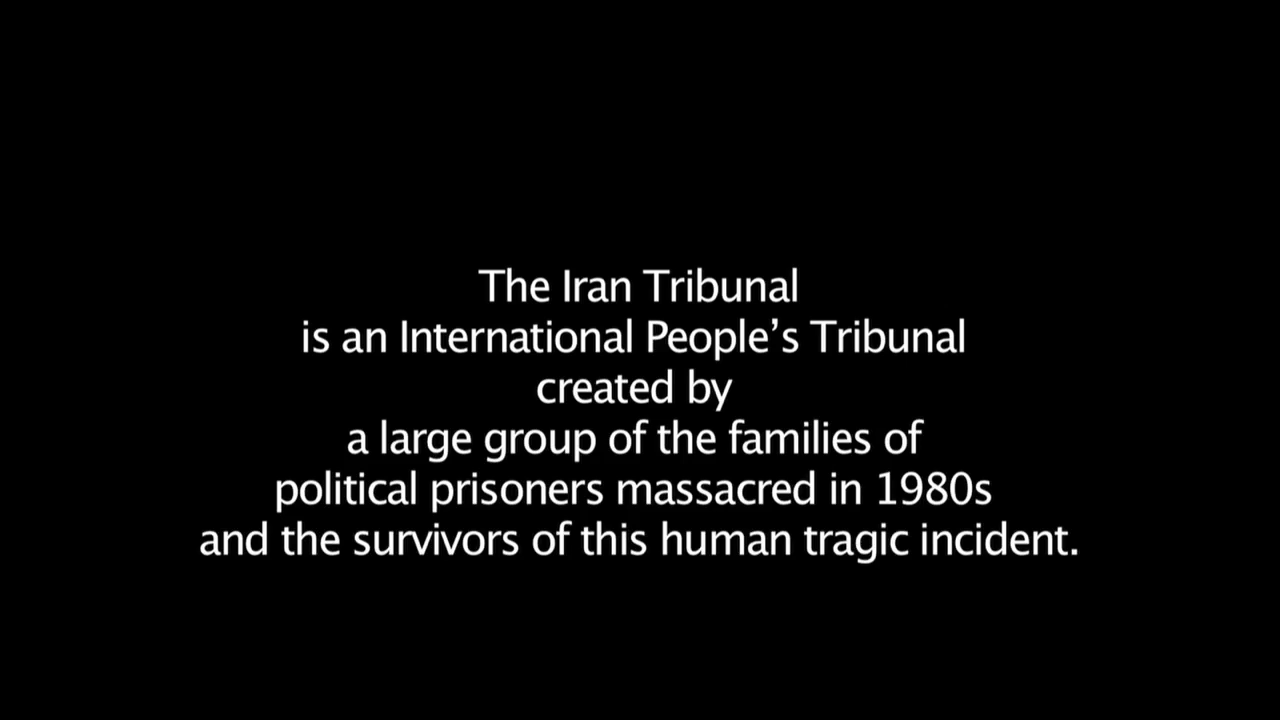 The Iran Tribunal
is an International People’s Tribunal
created by
a large group of the families of
political prisoners massacred in 1980s
and the survivors of this human tragic incident.